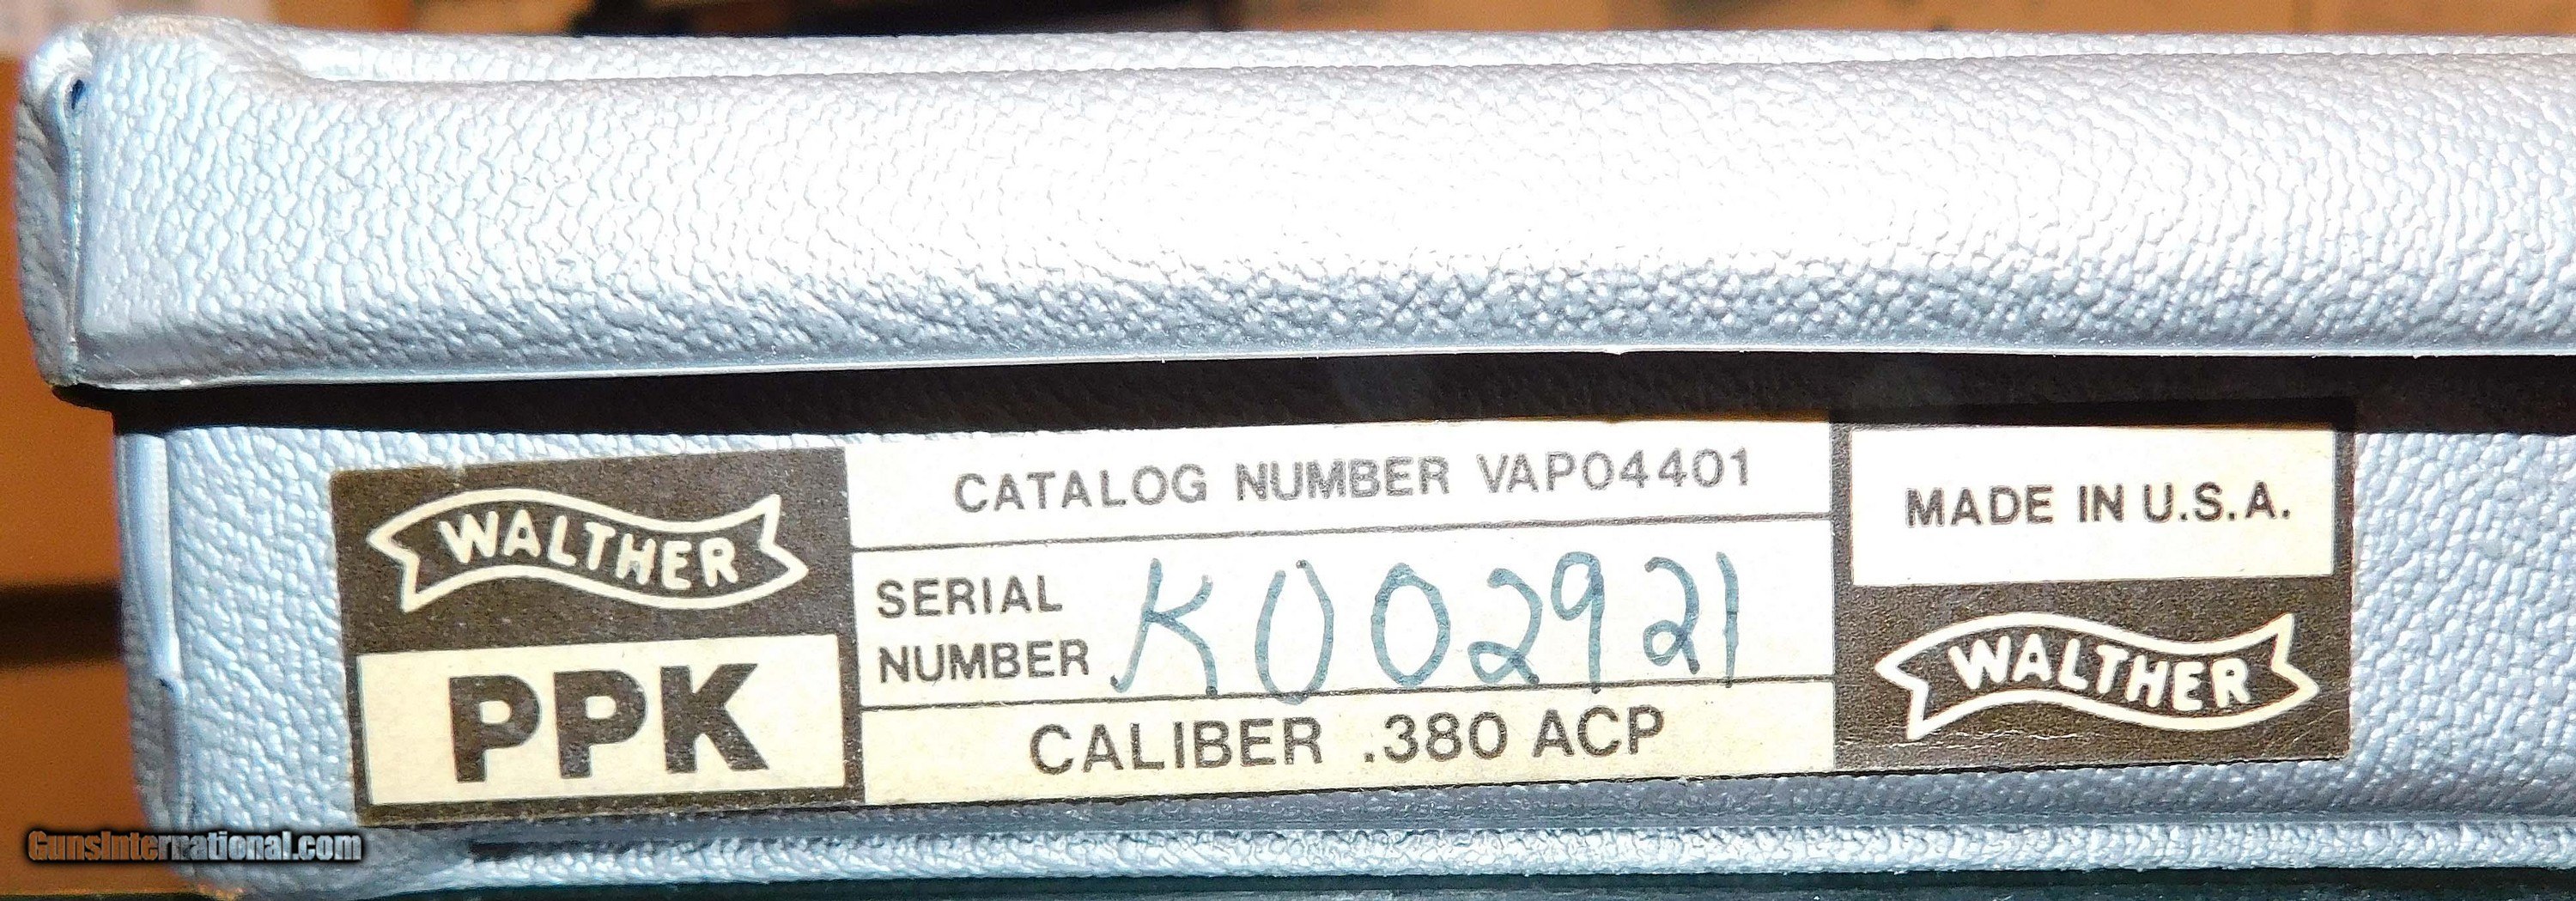 WALTHER
PPK
CATALOG NUMBER VAP04401
SERIAL
NUMBER K002921
CALIBER .380 ACP
MADE IN U.S.A.
WALTHER
GunsInternational.com